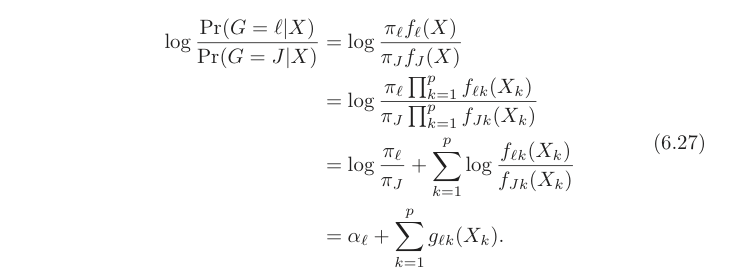 log Pr(G = ℓ|X) / Pr(G = J|X) = log π_ℓ f_ℓ(X) / π_J f_J(X)
= log π_ℓ ∏_{k=1}^{p} f_{ℓk}(X_k) / π_J ∏_{k=1}^{p} f_{Jk}(X_k)
= log π_ℓ / π_J + ∑_{k=1}^{p} log f_{ℓk}(X_k) / f_{Jk}(X_k) (6.27)
= α_ℓ + ∑_{k=1}^{p} g_{ℓk}(X_k).